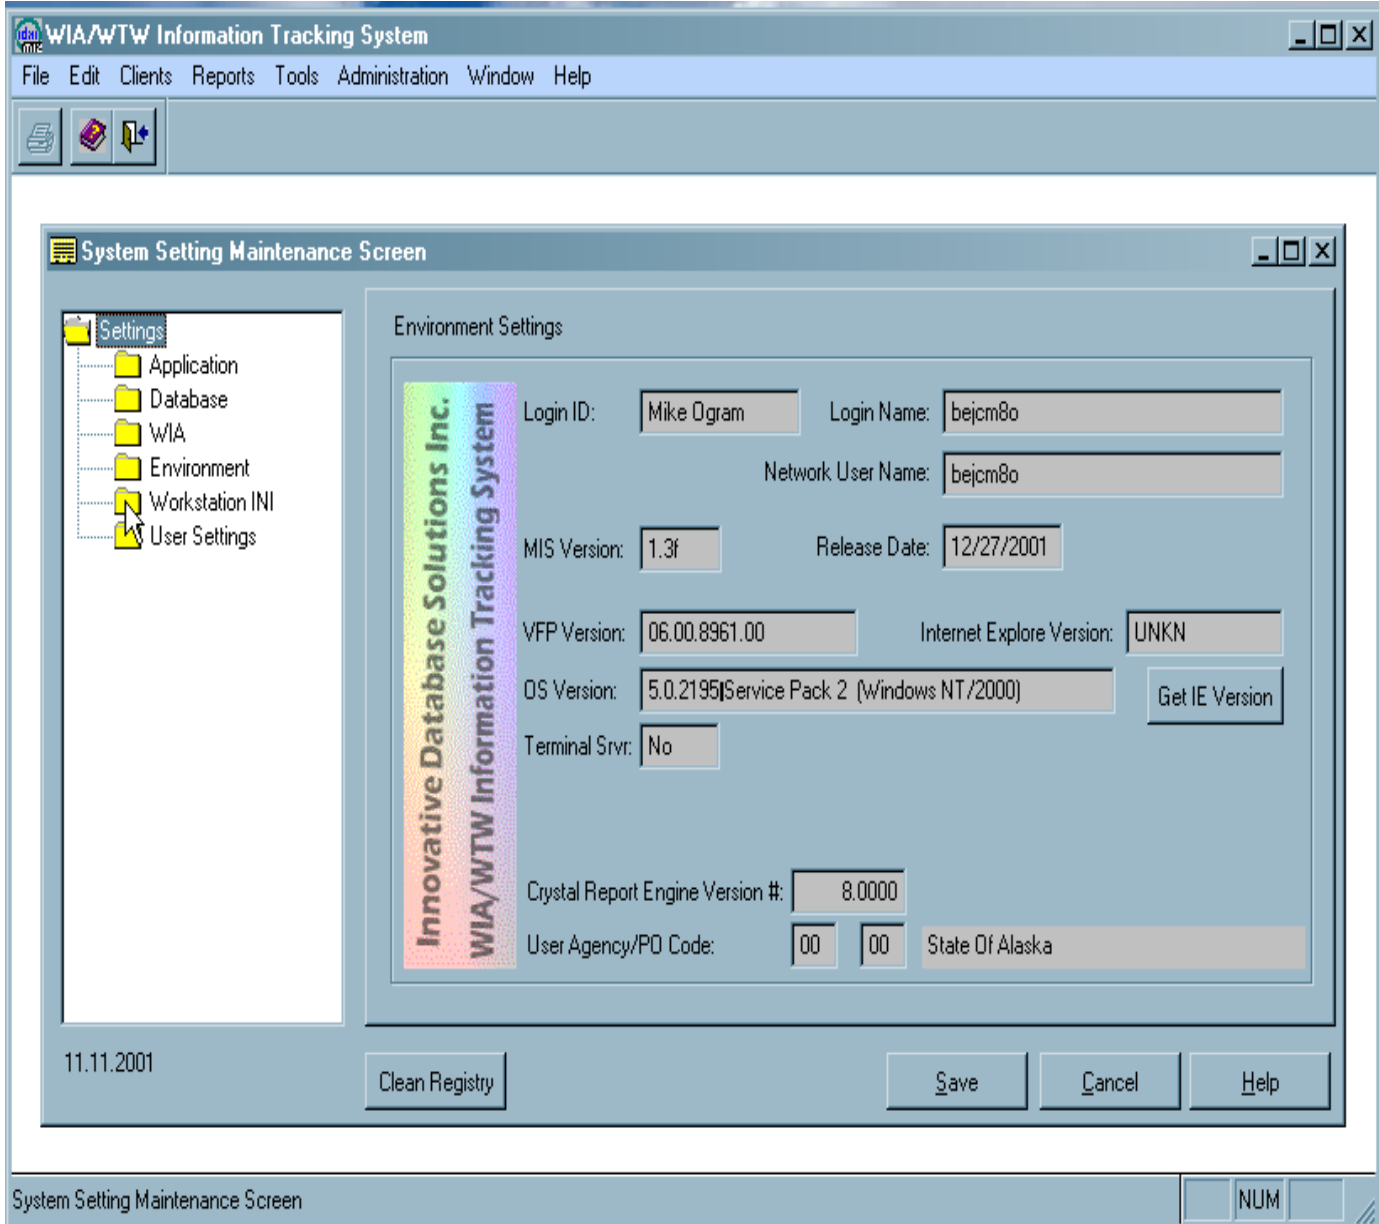 WIA/WTW Information Tracking System
File Edit Clients Reports Tools Administration Window Help
System Setting Maintenance Screen
Settings
Application
Database
WIA
Environment
Workstation INI
User Settings
Environment Settings
Innovative Database Solutions Inc.
WIA/WTW Information Tracking System
Login ID: Mike Ogram Login Name: bejcm8o
Network User Name: bejcm8o
MIS Version: 1.3f Release Date: 12/27/2001
VFP Version: 06.00.8961.00 Internet Explore Version: UNKN
OS Version: 5.0.2195|Service Pack 2 (Windows NT/2000) Get IE Version
Terminal Srvr: No
Crystal Report Engine Version #: 8.0000
User Agency/PO Code: 00 00 State Of Alaska
11.11.2001
Clean Registry Save Cancel Help
System Setting Maintenance Screen NUM